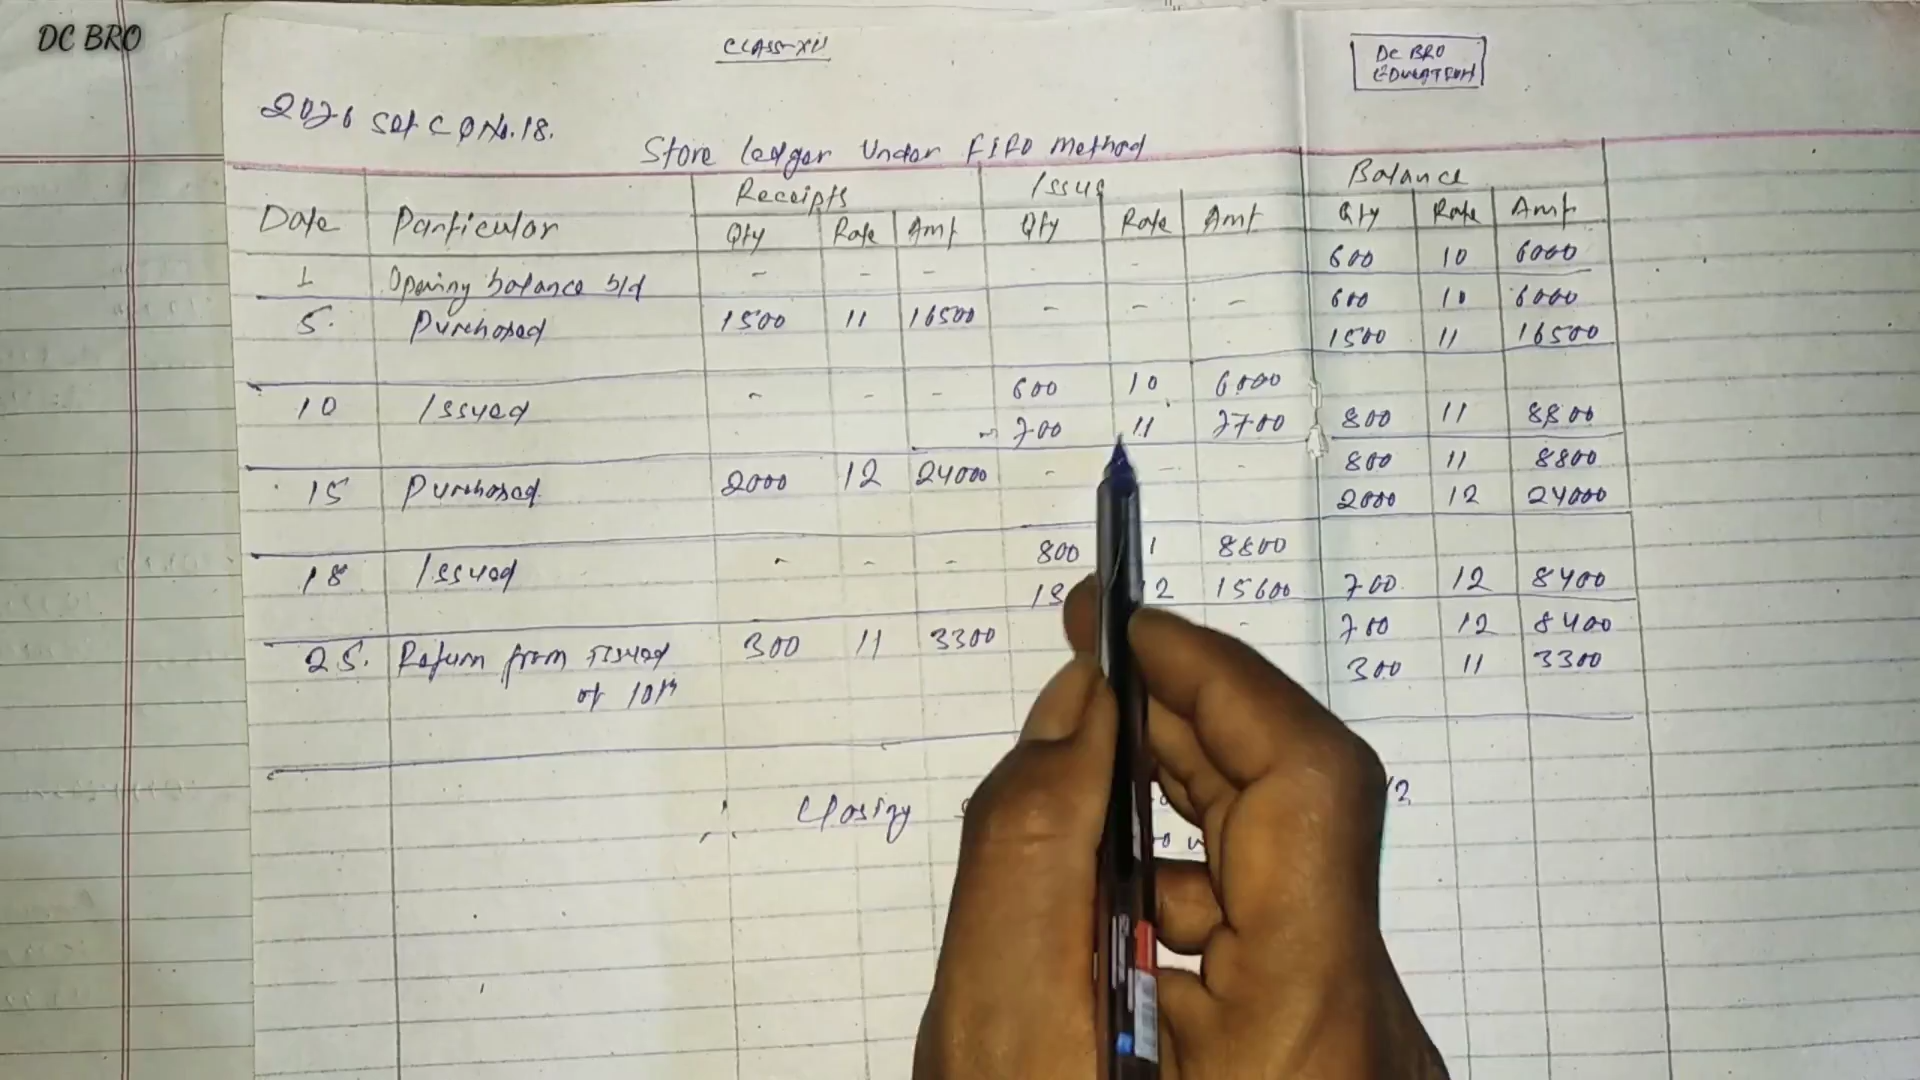 DC BRO
CLASS-XII
DC BRO
EDUCATION
2076 Set C Q No. 18.
Store ledger Under FIFO Method
Date Particular Receipts Issue Balance
Qty Rate Amt Qty Rate Amt Qty Rate Amt
1 Opening balance b/d - - - - - - 600 10 6000
5. Purchased 1500 11 16500 - - - 600 10 6000
1500 11 16500
10 Issued - - - 600 10 6000
700 11 7700 800 11 8800
15 Purchased 2000 12 24000 - - - 800 11 8800
2000 12 24000
18 Issued - - - 800 8800
12 15600 700 12 8400
25. Return from Issued 300 11 3300 - 700 12 8400
of 10th 300 11 3300
∴ Closing